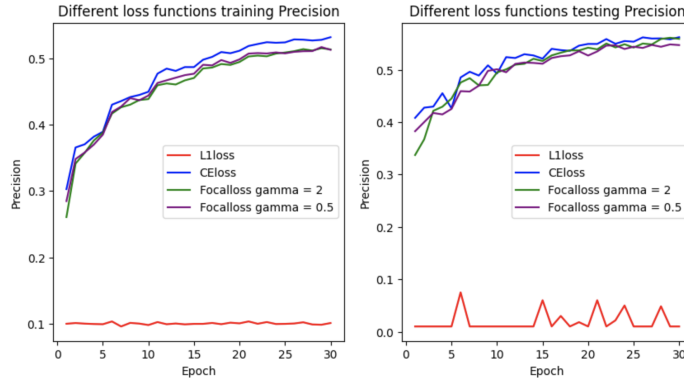 Different loss functions training Precision
Precision
0.5
0.4
0.3
0.2
0.1
L1loss
CEloss
Focalloss gamma = 2
Focalloss gamma = 0.5
0 5 10 15 20 25 30
Epoch
Different loss functions testing Precision
Precision
0.5
0.4
0.3
0.2
0.1
0.0
L1loss
CEloss
Focalloss gamma = 2
Focalloss gamma = 0.5
0 5 10 15 20 25 30
Epoch